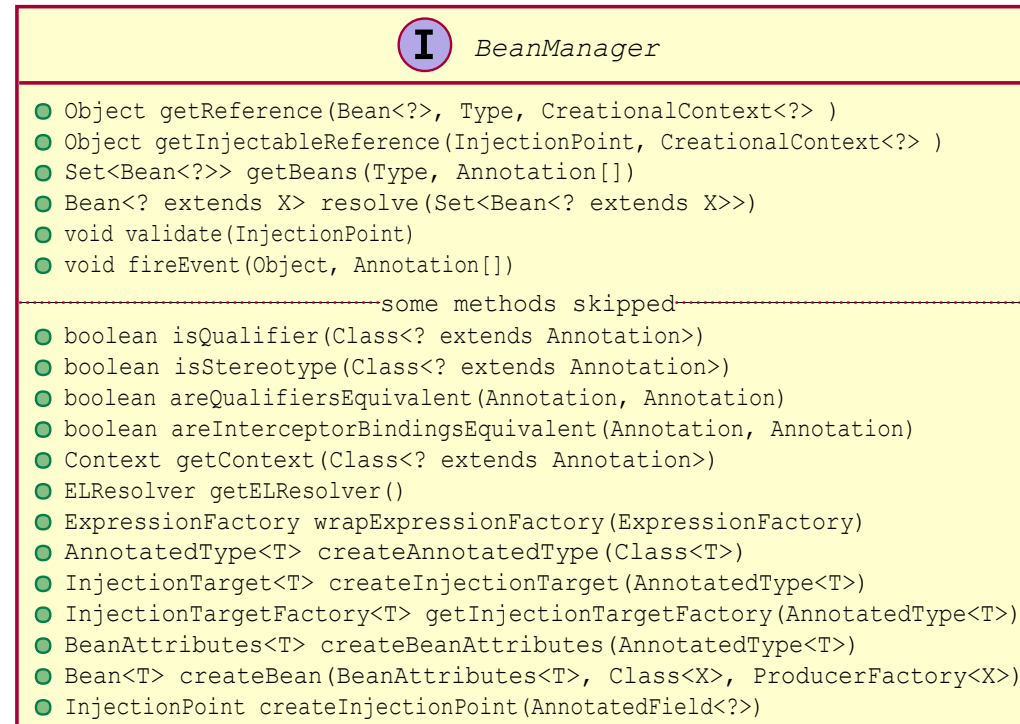 I BeanManager
Object getReference(Bean<?>, Type, CreationalContext<?> )
Object getInjectableReference(InjectionPoint, CreationalContext<?> )
Set<Bean<?>> getBeans(Type, Annotation[])
Bean<? extends X> resolve(Set<Bean<? extends X>>)
void validate(InjectionPoint)
void fireEvent(Object, Annotation[])
some methods skipped
boolean isQualifier(Class<? extends Annotation>)
boolean isStereotype(Class<? extends Annotation>)
boolean areQualifiersEquivalent(Annotation, Annotation)
boolean areInterceptorBindingsEquivalent(Annotation, Annotation)
Context getContext(Class<? extends Annotation>)
ELResolver getELResolver()
ExpressionFactory wrapExpressionFactory(ExpressionFactory)
AnnotatedType<T> createAnnotatedType(Class<T>)
InjectionTarget<T> createInjectionTarget(AnnotatedType<T>)
InjectionTargetFactory<T> getInjectionTargetFactory(AnnotatedType<T>)
BeanAttributes<T> createBeanAttributes(AnnotatedType<T>)
Bean<T> createBean(BeanAttributes<T>, Class<X>, ProducerFactory<X>)
InjectionPoint createInjectionPoint(AnnotatedField<?>)